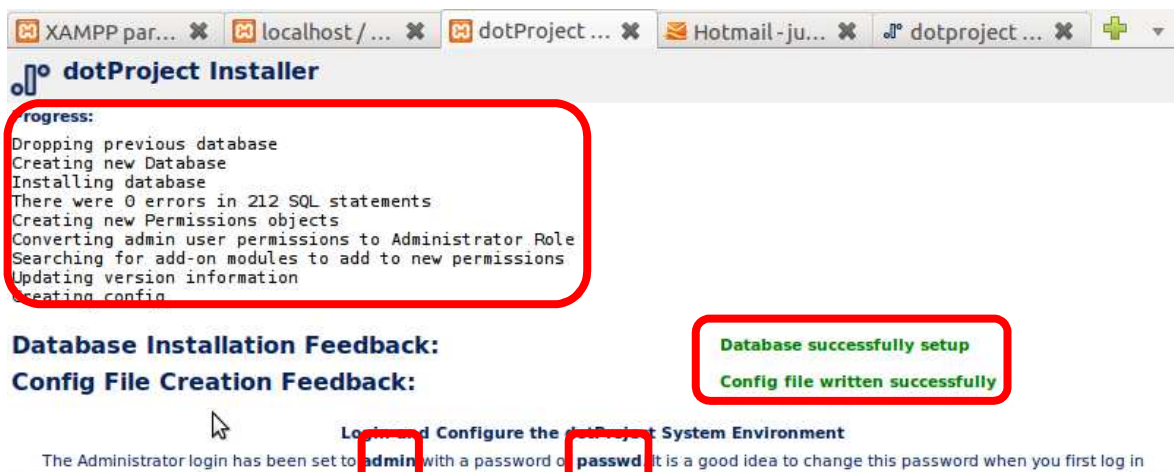 XAMPP par... localhost / ... dotProject ... Hotmail - ju... dotproject ...
dotProject Installer
Progress:
Dropping previous database
Creating new Database
Installing database
There were 0 errors in 212 SQL statements
Creating new Permissions objects
Converting admin user permissions to Administrator Role
Searching for add-on modules to add to new permissions
Updating version information
Creating config
Database Installation Feedback: Database successfully setup
Config File Creation Feedback: Config file written successfully
Login and Configure the dotProject System Environment
The Administrator login has been set to admin with a password of passwd. It is a good idea to change this password when you first log in